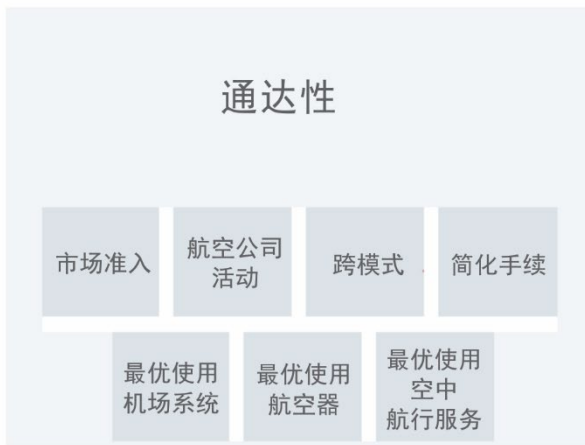 通达性
市场准入
航空公司
活动
跨模式
简化手续
最优使用
机场系统
最优使用
航空器
最优使用
空中
航行服务